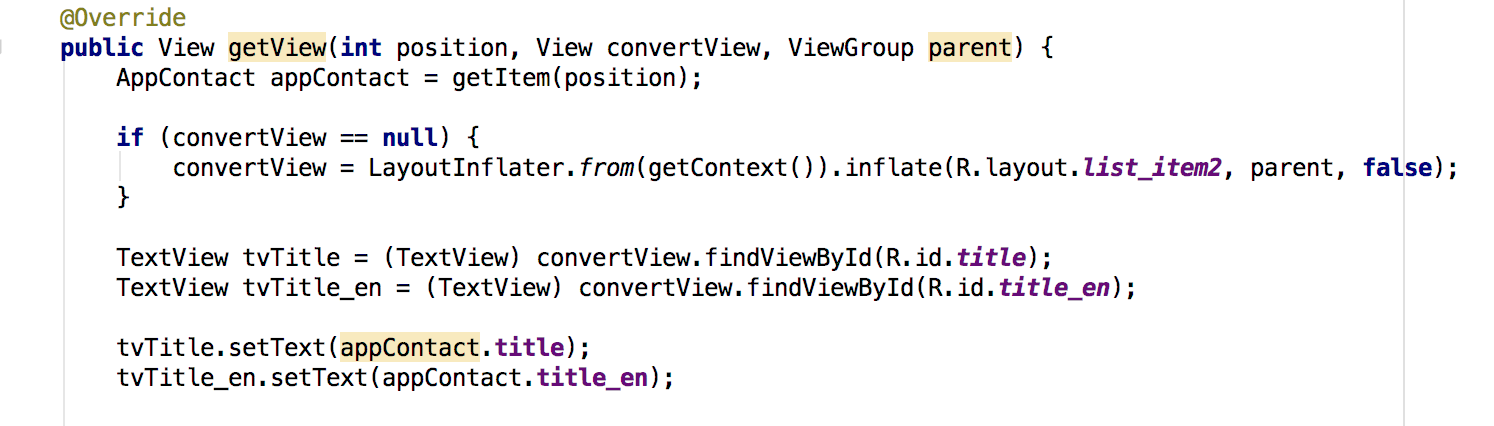 @Override
public View getView(int position, View convertView, ViewGroup parent) {
AppContact appContact = getItem(position);
if (convertView == null) {
convertView = LayoutInflater.from(getContext()).inflate(R.layout.list_item2, parent, false);
}
TextView tvTitle = (TextView) convertView.findViewById(R.id.title);
TextView tvTitle_en = (TextView) convertView.findViewById(R.id.title_en);
tvTitle.setText(appContact.title);
tvTitle_en.setText(appContact.title_en);